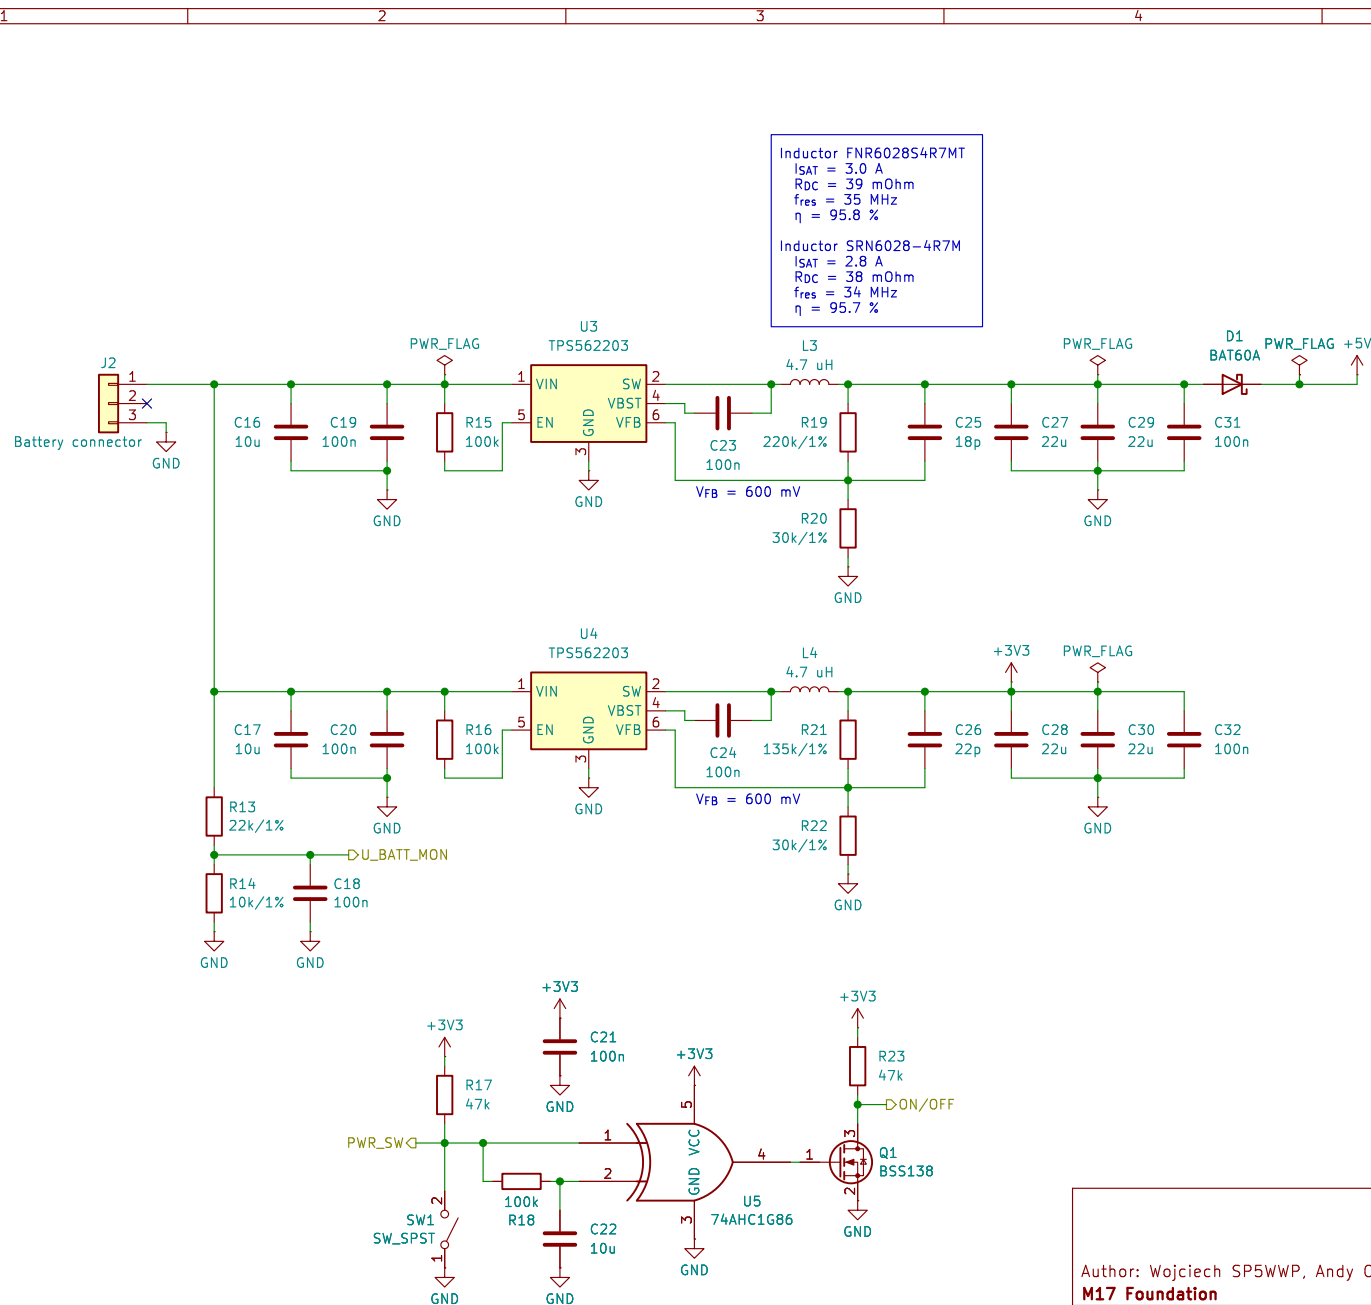 1
2
3
4
Inductor FNR6028S4R7MT
ISAT = 3.0 A
RDC = 39 mOhm
fres = 35 MHz
η = 95.8 %
Inductor SRN6028-4R7M
ISAT = 2.8 A
RDC = 38 mOhm
fres = 34 MHz
η = 95.7 %
J2
1
2
3
Battery connector
GND
C16
10u
C19
100n
GND
PWR_FLAG
R15
100k
U3
TPS562203
1
VIN
5
EN
SW
2
VBST
4
VFB
6
GND
3
GND
C23
100n
L3
4.7 uH
R19
220k/1%
VFB = 600 mV
R20
30k/1%
GND
C25
18p
C27
22u
PWR_FLAG
C29
22u
C31
100n
GND
D1
BAT60A
PWR_FLAG
+5V
C17
10u
C20
100n
GND
R16
100k
U4
TPS562203
1
VIN
5
EN
SW
2
VBST
4
VFB
6
GND
3
GND
C24
100n
L4
4.7 uH
R21
135k/1%
VFB = 600 mV
R22
30k/1%
GND
C26
22p
+3V3
C28
22u
PWR_FLAG
C30
22u
C32
100n
GND
R13
22k/1%
U_BATT_MON
R14
10k/1%
C18
100n
GND
GND
+3V3
R17
47k
PWR_SW
2
SW1
SW_SPST
1
GND
+3V3
C21
100n
GND
100k
R18
C22
10u
GND
+3V3
5
VCC
1
2
4
GND
3
U5
74AHC1G86
GND
+3V3
R23
47k
ON/OFF
3
1
Q1
BSS138
2
GND
Author: Wojciech SP5WWP, Andy
M17 Foundation